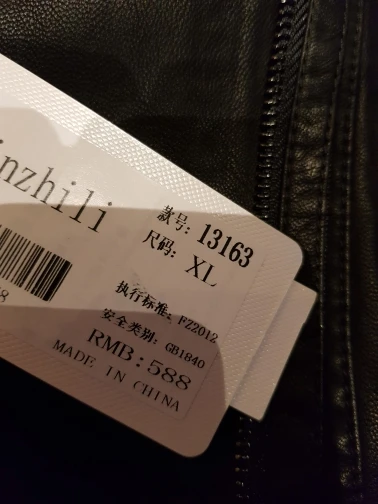 inzhili
款号: 13163
尺码: XL
执行标准: FZ2012
安全类别: GB1840
RMB: 588
MADE IN CHINA